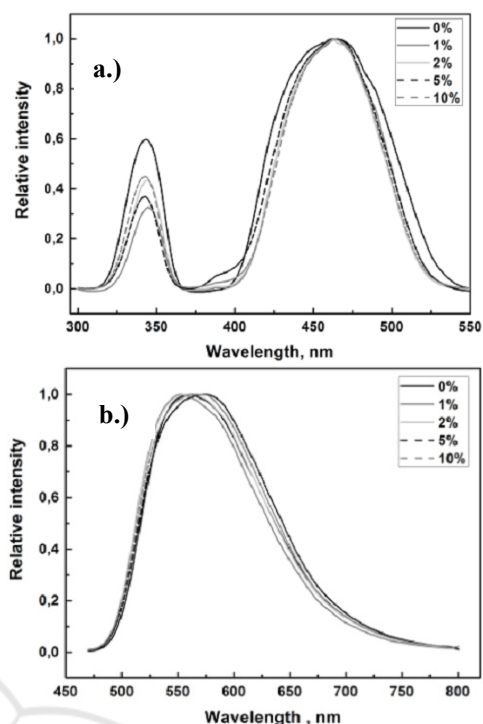 a.)
0%
1%
2%
5%
10%
Relative intensity
1,0
0,8
0,6
0,4
0,2
0,0
300 350 400 450 500 550
Wavelength, nm
b.)
0%
1%
2%
5%
10%
Relative intensity
1,0
0,8
0,6
0,4
0,2
0,0
450 500 550 600 650 700 750 800
Wavelength , nm